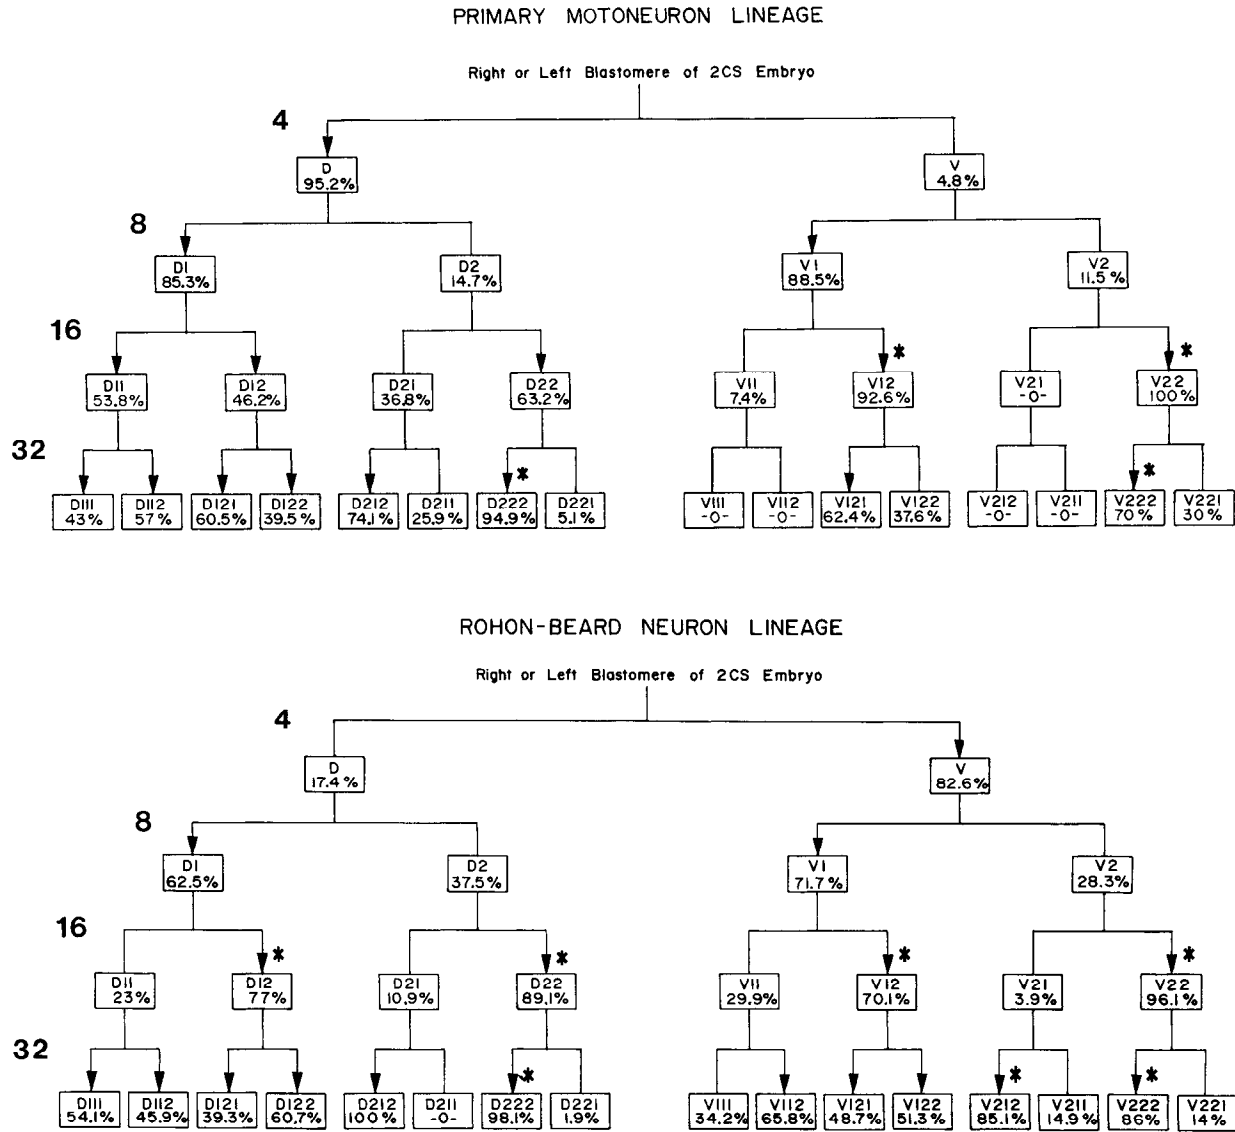 PRIMARY MOTONEURON LINEAGE
Right or Left Blastomere of 2CS Embryo
4
D V
95.2% 4.8%
8
D1 D2 V1 V2
85.3% 14.7% 88.5% 11.5%
16
* *
D11 D12 D21 D22 V11 V12 V21 V22
53.8% 46.2% 36.8% 63.2% 7.4% 92.6% -0- 100%
32
* *
D111 D112 D121 D122 D212 D211 D222 D221 V111 V112 V121 V122 V212 V211 V222 V221
43% 57% 60.5% 39.5% 74.1% 25.9% 94.9% 5.1% -0- -0- 62.4% 37.6% -0- -0- 70% 30%
ROHON-BEARD NEURON LINEAGE
Right or Left Blastomere of 2CS Embryo
4
D V
17.4% 82.6%
8
D1 D2 V1 V2
62.5% 37.5% 71.7% 28.3%
16
* * * *
D11 D12 D21 D22 V11 V12 V21 V22
23% 77% 10.9% 89.1% 29.9% 70.1% 3.9% 96.1%
32
* * *
D111 D112 D121 D122 D212 D211 D222 D221 V111 V112 V121 V122 V212 V211 V222 V221
54.1% 45.9% 39.3% 60.7% 100% -0- 98.1% 1.9% 34.2% 65.8% 48.7% 51.3% 85.1% 14.9% 86% 14%